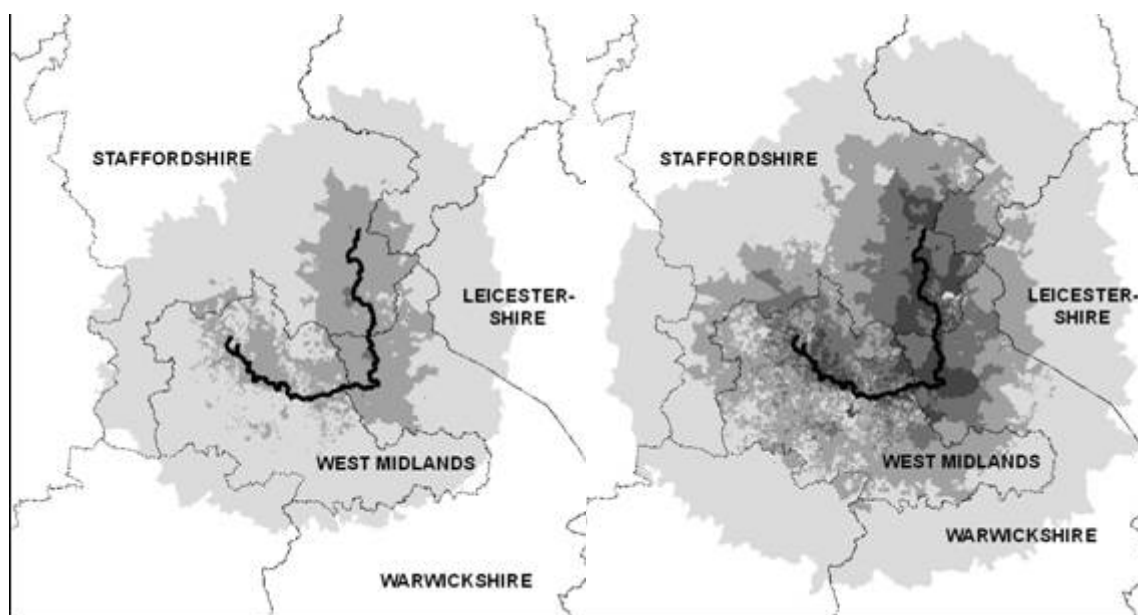 STAFFORDSHIRE
LEICESTER-
SHIRE
WEST MIDLANDS
WARWICKSHIRE
STAFFORDSHIRE
LEICESTER-
SHIRE
WEST MIDLANDS
WARWICKSHIRE